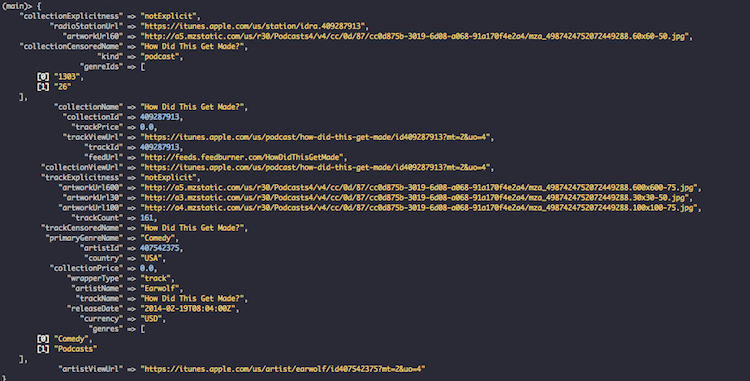 (main)> {
"collectionExplicitness" => "notExplicit",
"radioStationUrl" => "https://itunes.apple.com/us/station/idra.409287913",
"artworkUrl60" => "http://a5.mzstatic.com/us/r30/Podcasts4/v4/cc/0d/87/cc0d875b-3019-6d08-a068-91a170f4e2a4/mza_4987424752072449288.60x60-50.jpg",
"collectionCensoredName" => "How Did This Get Made?",
"kind" => "podcast",
"genreIds" => [
[0] "1303",
[1] "26"
],
"collectionName" => "How Did This Get Made?",
"collectionId" => 409287913,
"trackPrice" => 0.0,
"trackViewUrl" => "https://itunes.apple.com/us/podcast/how-did-this-get-made/id409287913?mt=2&uo=4",
"trackId" => 409287913,
"feedUrl" => "http://feeds.feedburner.com/HowDidThisGetMade",
"collectionViewUrl" => "https://itunes.apple.com/us/podcast/how-did-this-get-made/id409287913?mt=2&uo=4",
"trackExplicitness" => "notExplicit",
"artworkUrl600" => "http://a5.mzstatic.com/us/r30/Podcasts4/v4/cc/0d/87/cc0d875b-3019-6d08-a068-91a170f4e2a4/mza_4987424752072449288.600x600-75.jpg",
"artworkUrl30" => "http://a3.mzstatic.com/us/r30/Podcasts4/v4/cc/0d/87/cc0d875b-3019-6d08-a068-91a170f4e2a4/mza_4987424752072449288.30x30-50.jpg",
"artworkUrl100" => "http://a4.mzstatic.com/us/r30/Podcasts4/v4/cc/0d/87/cc0d875b-3019-6d08-a068-91a170f4e2a4/mza_4987424752072449288.100x100-75.jpg",
"trackCount" => 161,
"trackCensoredName" => "How Did This Get Made?",
"primaryGenreName" => "Comedy",
"artistId" => 407542375,
"country" => "USA",
"collectionPrice" => 0.0,
"wrapperType" => "track",
"artistName" => "Earwolf",
"trackName" => "How Did This Get Made?",
"releaseDate" => "2014-02-19T08:04:00Z",
"currency" => "USD",
"genres" => [
[0] "Comedy",
[1] "Podcasts"
],
"artistViewUrl" => "https://itunes.apple.com/us/artist/earwolf/id407542375?mt=2&uo=4"
}